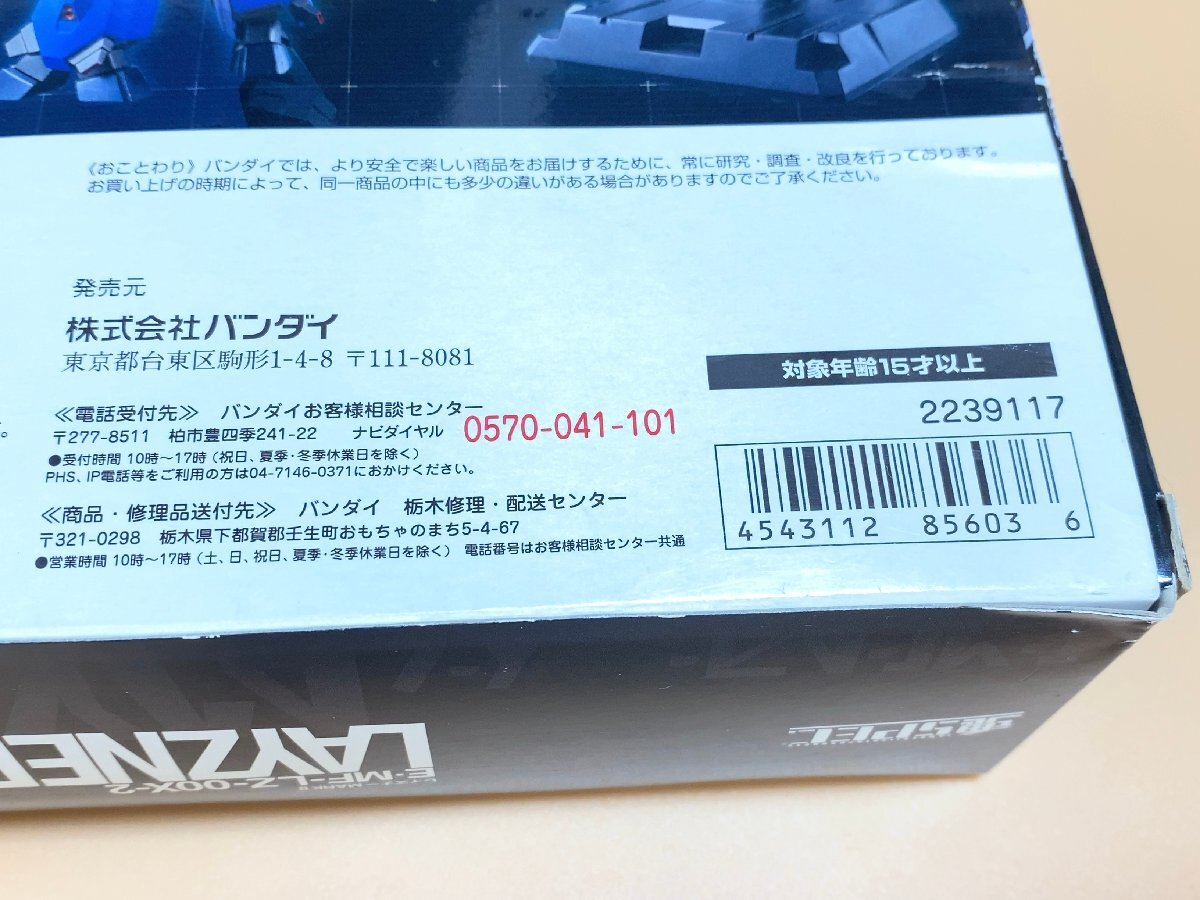 《おことわり》バンダイでは、より安全で楽しい商品をお届けするために、常に研究・調査・改良を行っております。
お買い上げの時期によって、同一商品の中にも多少の違いがある場合がありますのでご了承ください。
発売元
株式会社バンダイ
東京都台東区駒形1-4-8 〒111-8081
≪電話受付先≫ バンダイお客様相談センター
〒277-8511 柏市豊四季241-22 ナビダイヤル 0570-041-101
●受付時間 10時〜17時(祝日、夏季・冬季休業日を除く)
PHS、IP電話等をご利用の方は04-7146-0371におかけください。
≪商品・修理品送付先≫ バンダイ 栃木修理・配送センター
〒321-0298 栃木県下都賀郡壬生町おもちゃのまち5-4-67
●営業時間 10時〜17時(土、日、祝日、夏季・冬季休業日を除く) 電話番号はお客様相談センター共通
。
対象年齢15才以上
2239117
4543112 85603 6
E-MF-LZ-00X-2
LAYZNER